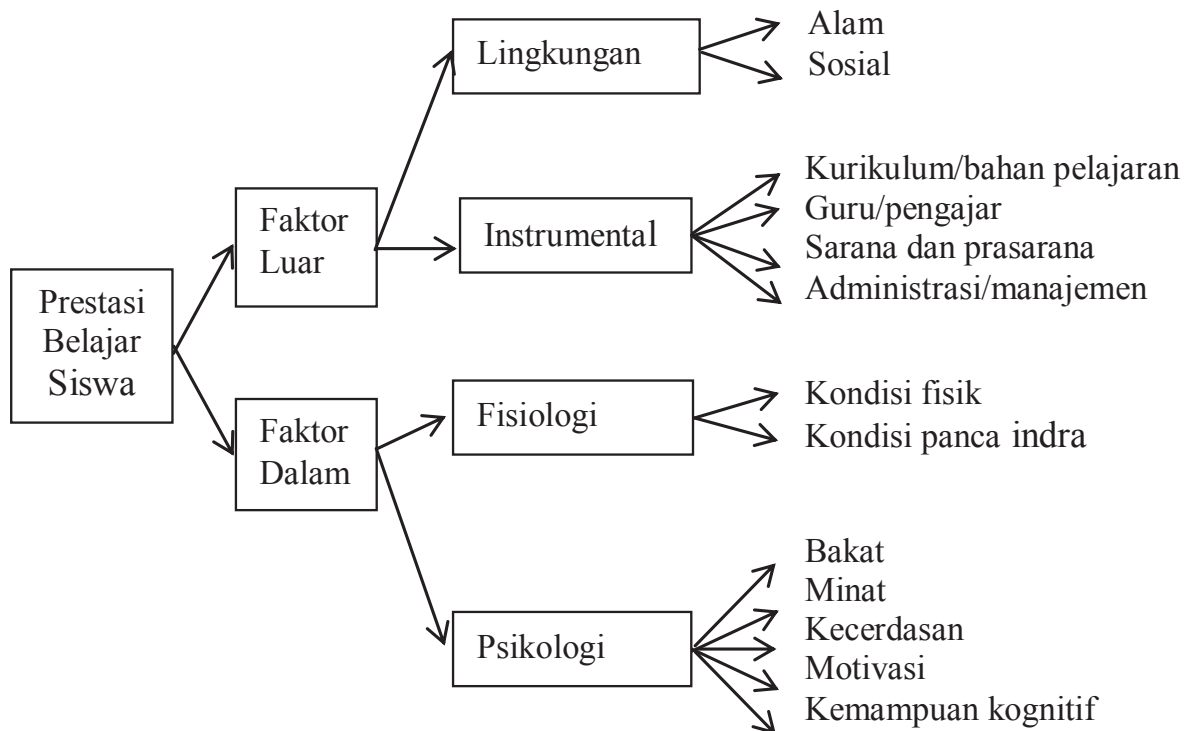 Prestasi
Belajar
Siswa
Faktor
Luar
Lingkungan
Alam
Sosial
Instrumental
Kurikulum/bahan pelajaran
Guru/pengajar
Sarana dan prasarana
Administrasi/manajemen
Faktor
Dalam
Fisiologi
Kondisi fisik
Kondisi panca indra
Psikologi
Bakat
Minat
Kecerdasan
Motivasi
Kemampuan kognitif